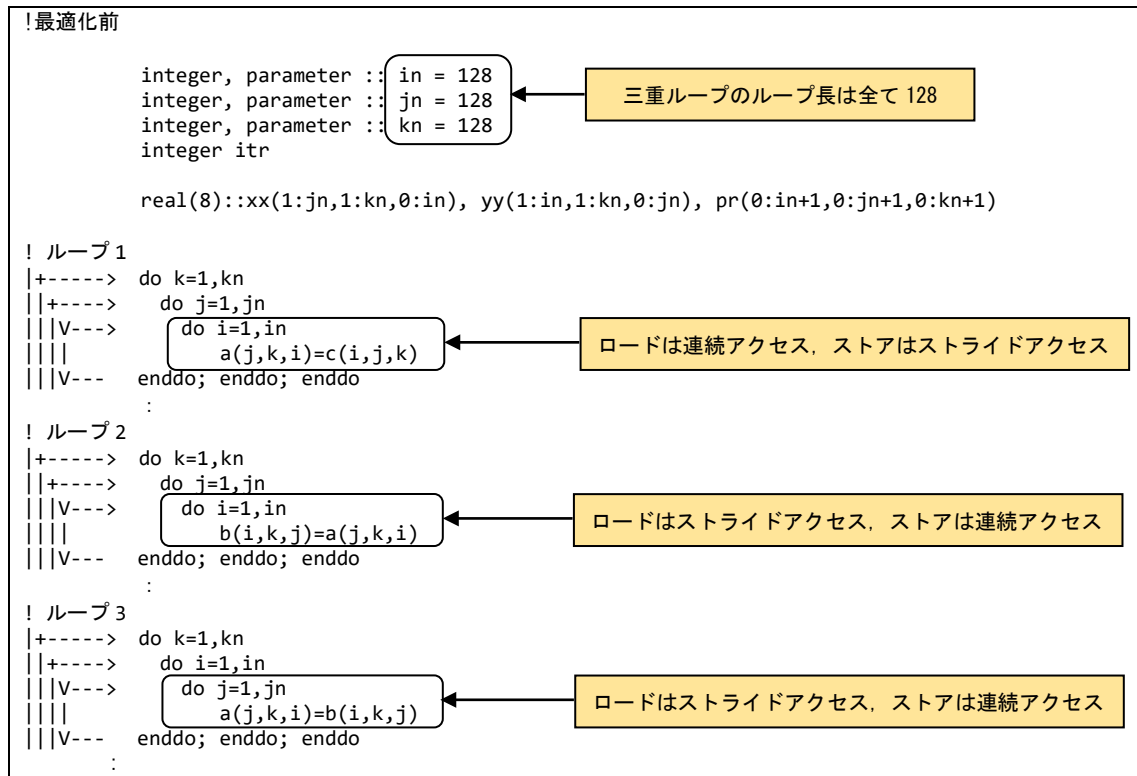 !最適化前
integer, parameter :: in = 128
integer, parameter :: jn = 128
integer, parameter :: kn = 128
integer itr
三重ループのループ長は全て 128
real(8)::xx(1:jn,1:kn,0:in), yy(1:in,1:kn,0:jn), pr(0:in+1,0:jn+1,0:kn+1)
! ループ1
|+-----> do k=1,kn
||+----> do j=1,jn
|||V---> do i=1,in
|||| a(j,k,i)=c(i,j,k)
|||V--- enddo; enddo; enddo
ロードは連続アクセス，ストアはストライドアクセス
:
! ループ2
|+-----> do k=1,kn
||+----> do j=1,jn
|||V---> do i=1,in
|||| b(i,k,j)=a(j,k,i)
|||V--- enddo; enddo; enddo
ロードはストライドアクセス，ストアは連続アクセス
:
! ループ3
|+-----> do k=1,kn
||+----> do i=1,in
|||V---> do j=1,jn
|||| a(j,k,i)=b(i,k,j)
|||V--- enddo; enddo; enddo
ロードはストライドアクセス，ストアは連続アクセス
: